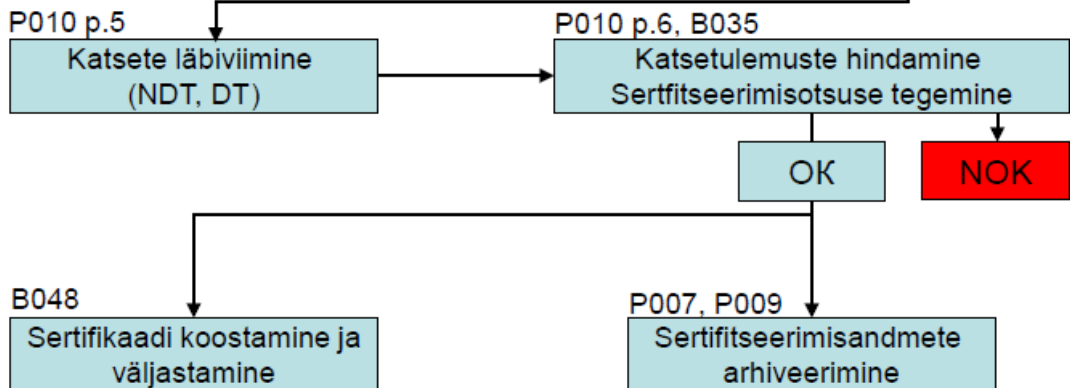 P010 p.5
Katsete läbiviimine
(NDT, DT)
P010 p.6, B035
Katsetulemuste hindamine
Sertfitseerimisotsuse tegemine
OK
NOK
B048
Sertifikaadi koostamine ja
väljastamine
P007, P009
Sertifitseerimisandmete
arhiveerimine